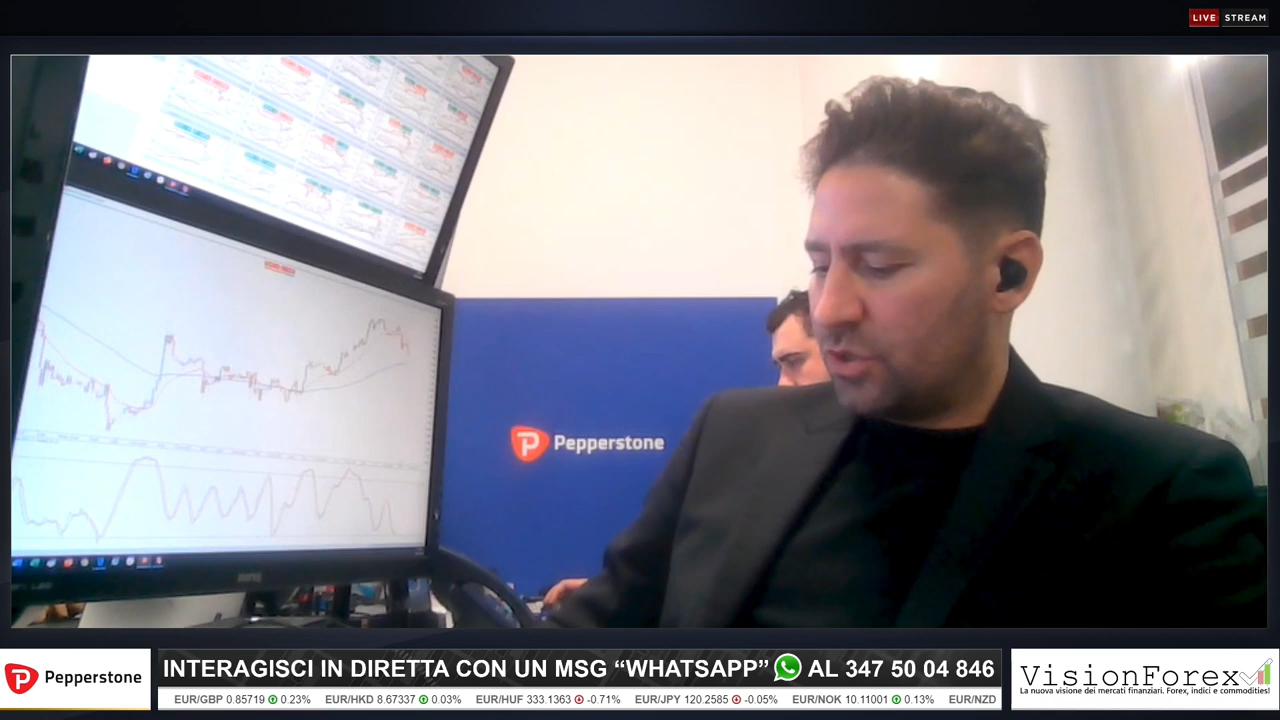 LIVE STREAM
Pepperstone
Pepperstone
INTERAGISCI IN DIRETTA CON UN MSG “WHATSAPP” AL 347 50 04 846
EUR/GBP 0.85719 0.23% EUR/HKD 8.67337 0.03% EUR/HUF 333.1363 -0.71% EUR/JPY 120.2585 -0.05% EUR/NOK 10.11001 0.13% EUR/NZD
VisionForex
La nuova visione dei mercati finanziari. Forex, indici e commodities!